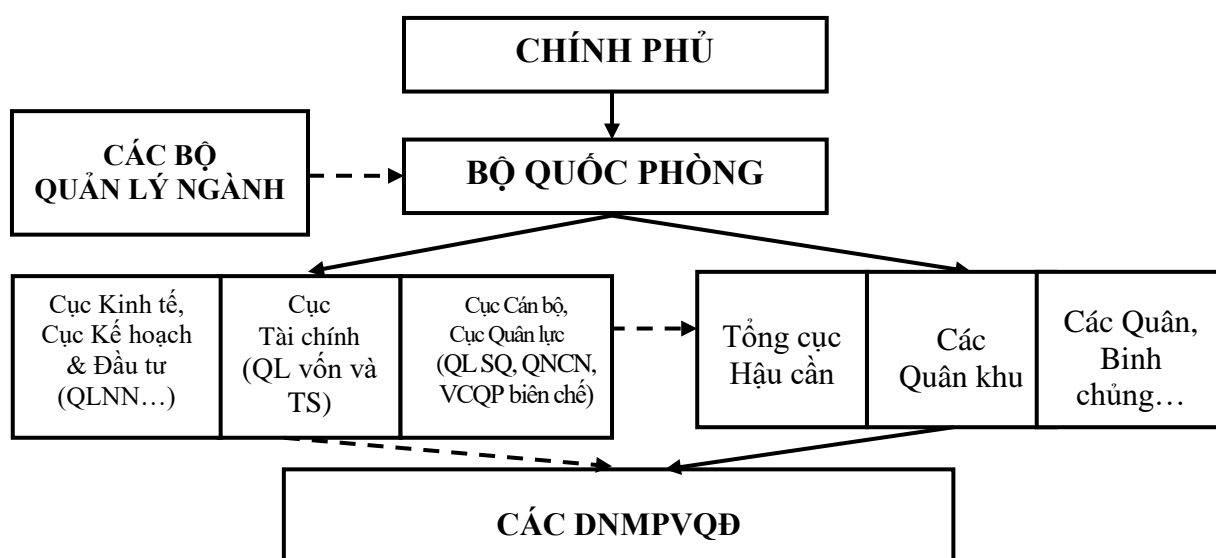 CHÍNH PHỦ
CÁC BỘ
QUẢN LÝ NGÀNH
BỘ QUỐC PHÒNG
Cục Kinh tế,
Cục Kế hoạch
& Đầu tư
(QLNN…)
Cục
Tài chính
(QL vốn và
TS)
Cục Cán bộ,
Cục Quân lực
(QL SQ, QNCN,
VCQP biên chế)
Tổng cục
Hậu cần
Các
Quân khu
Các Quân,
Binh
chủng…
CÁC DNMPVQĐ